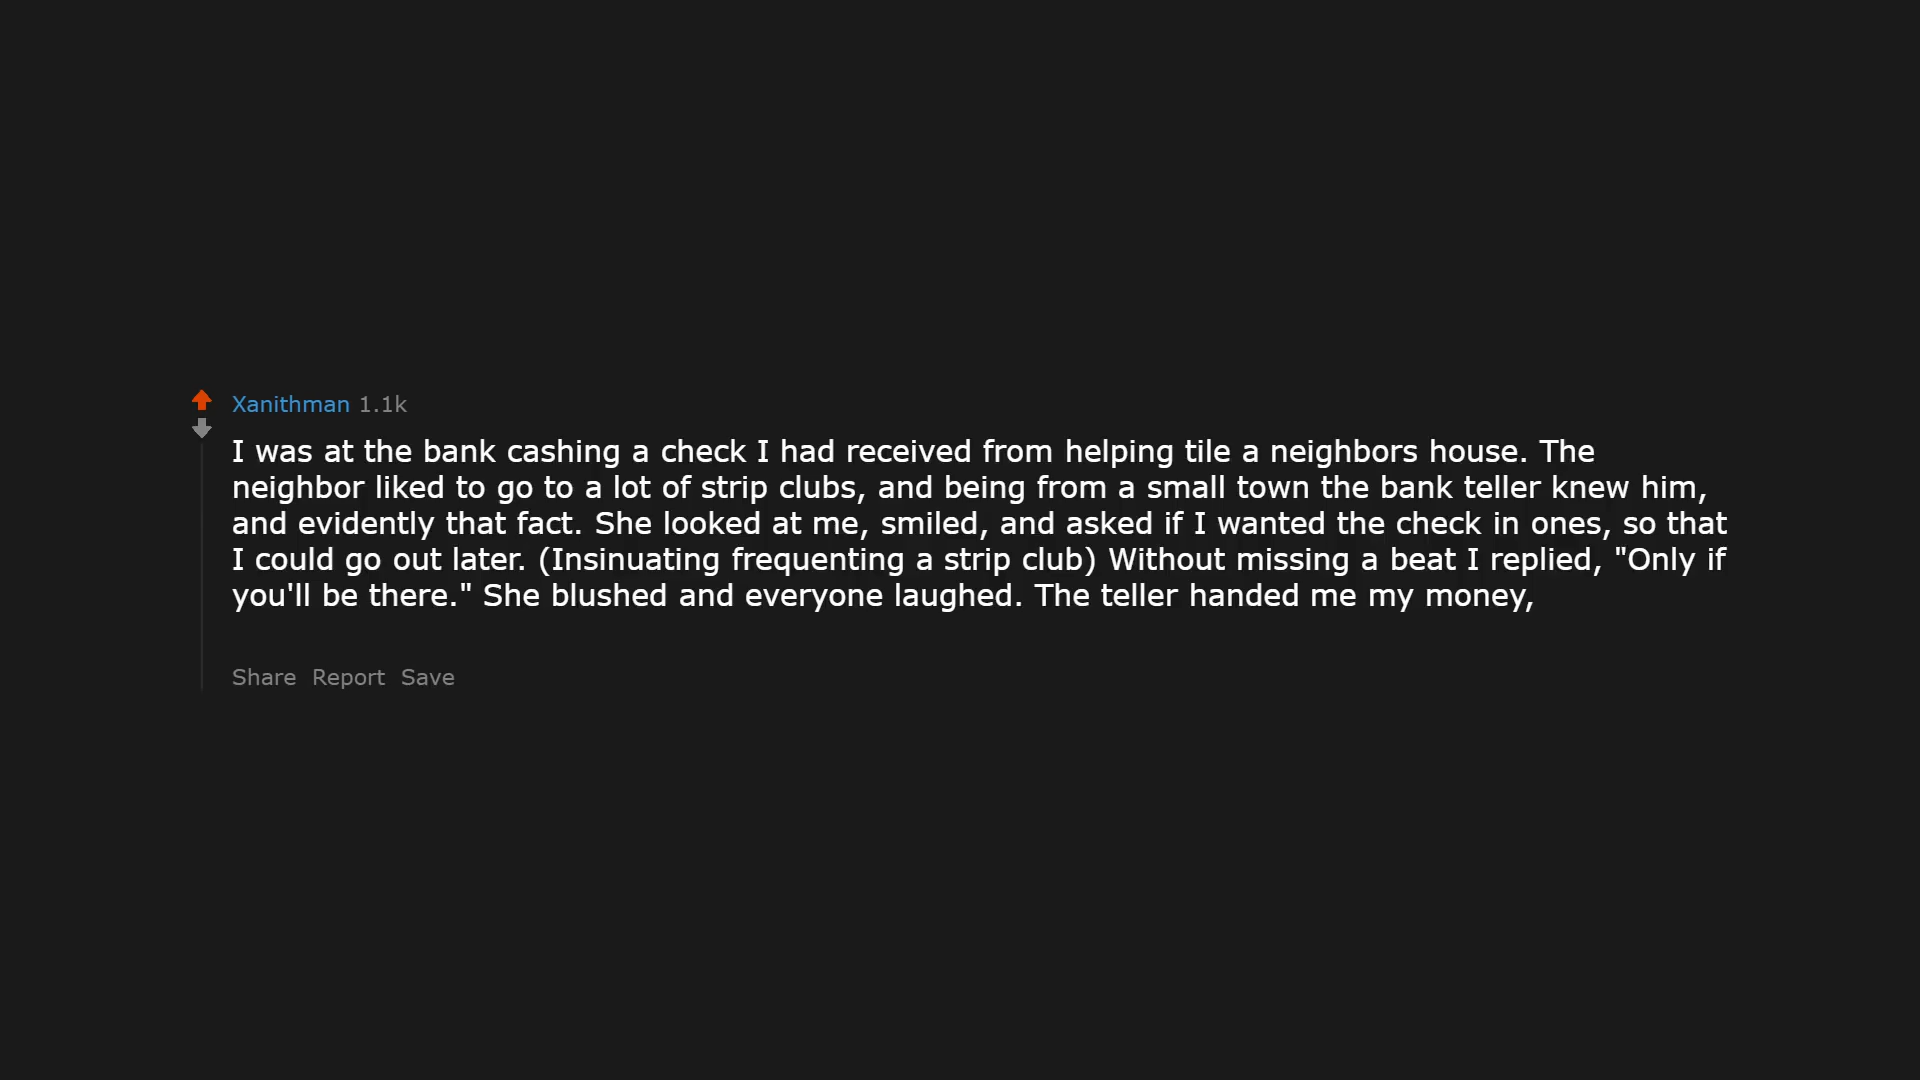 Xanithman 1.1k
I was at the bank cashing a check I had received from helping tile a neighbors house. The
neighbor liked to go to a lot of strip clubs, and being from a small town the bank teller knew him,
and evidently that fact. She looked at me, smiled, and asked if I wanted the check in ones, so that
I could go out later. (Insinuating frequenting a strip club) Without missing a beat I replied, "Only if
you'll be there." She blushed and everyone laughed. The teller handed me my money,
Share Report Save